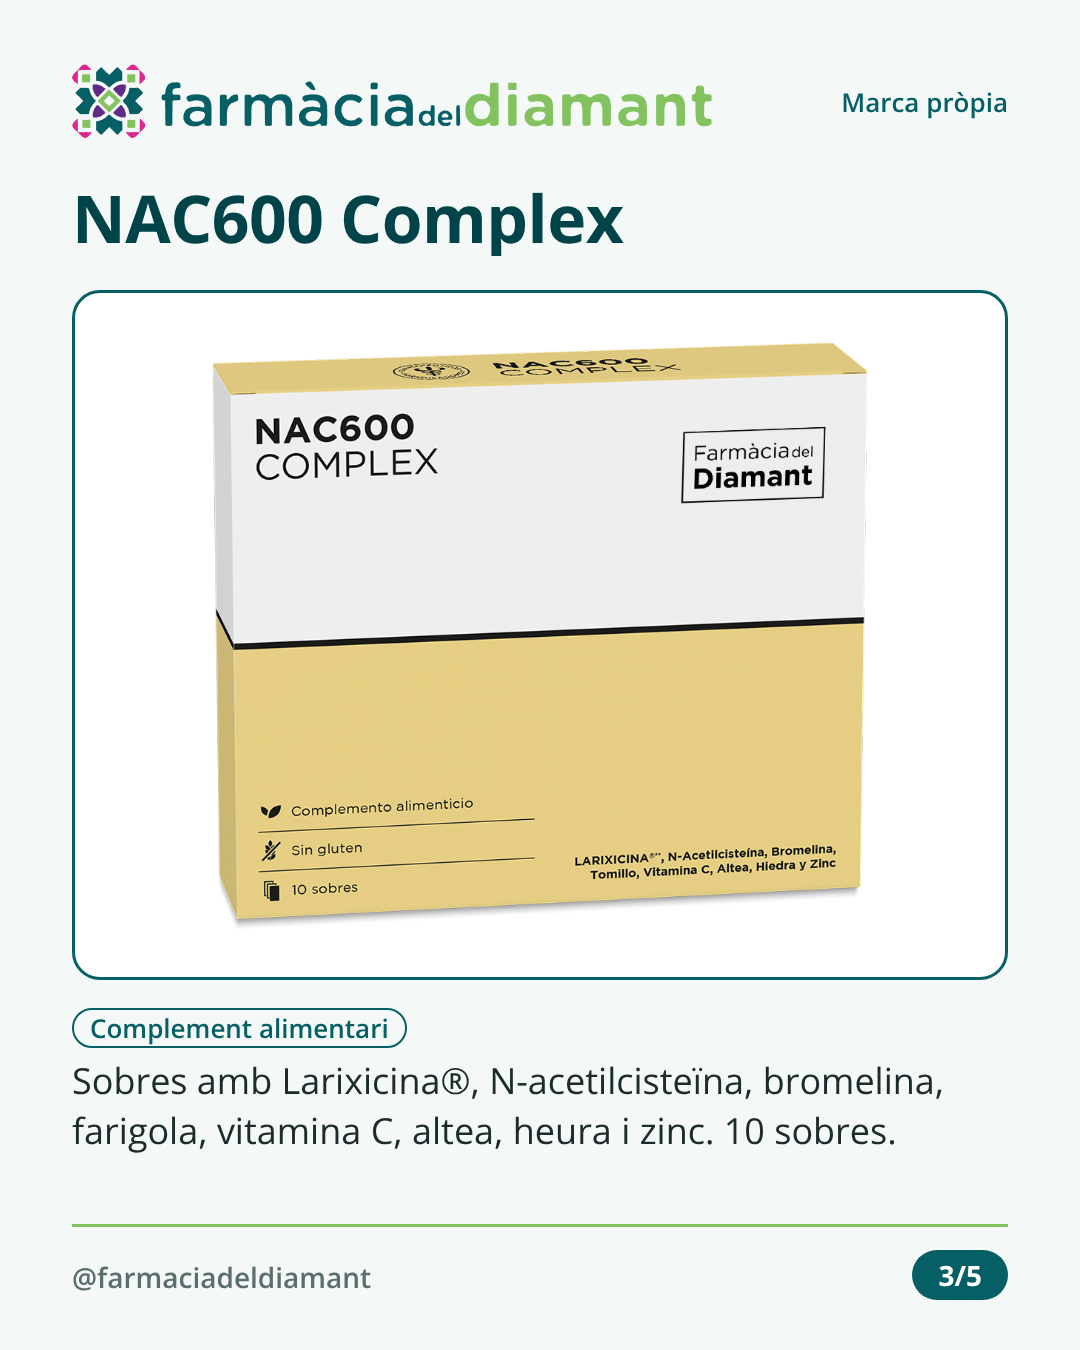 farmàciadeldiamant
Marca pròpia
NAC600 Complex
NAC600
COMPLEX
NAC600
COMPLEX
Farmàcia del
Diamant
Complemento alimenticio
Sin gluten
10 sobres
LARIXICINA®**, N-Acetilcisteína, Bromelina,
Tomillo, Vitamina C, Altea, Hiedra y Zinc
Complement alimentari
Sobres amb Larixicina®, N-acetilcisteïna, bromelina,
farigola, vitamina C, altea, heura i zinc. 10 sobres.
@farmaciadeldiamant
3/5